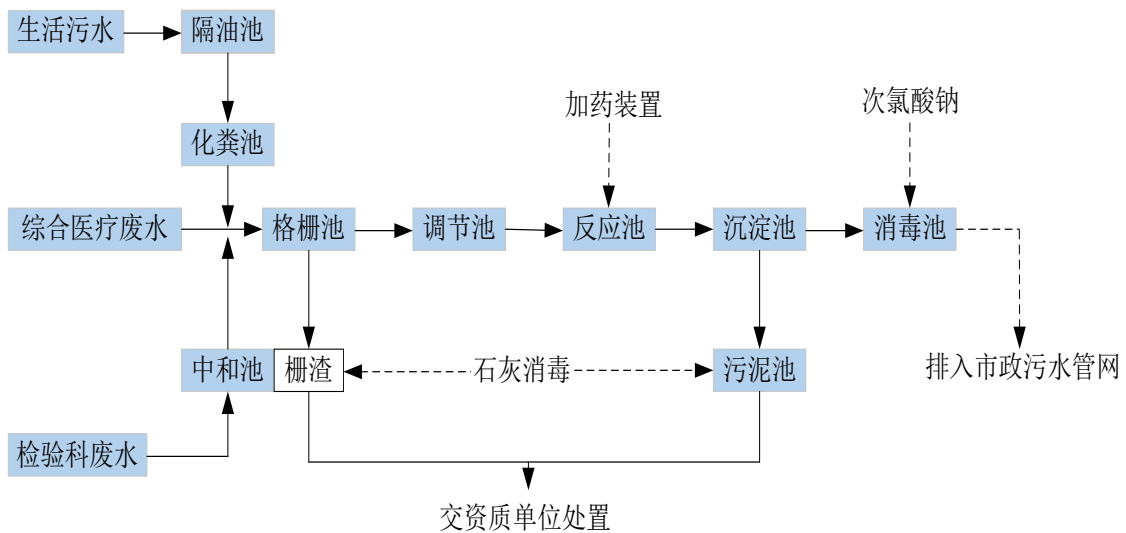 生活污水
隔油池
化粪池
加药装置
次氯酸钠
综合医疗废水
格栅池
调节池
反应池
沉淀池
消毒池
中和池
栅渣
石灰消毒
污泥池
排入市政污水管网
检验科废水
交资质单位处置